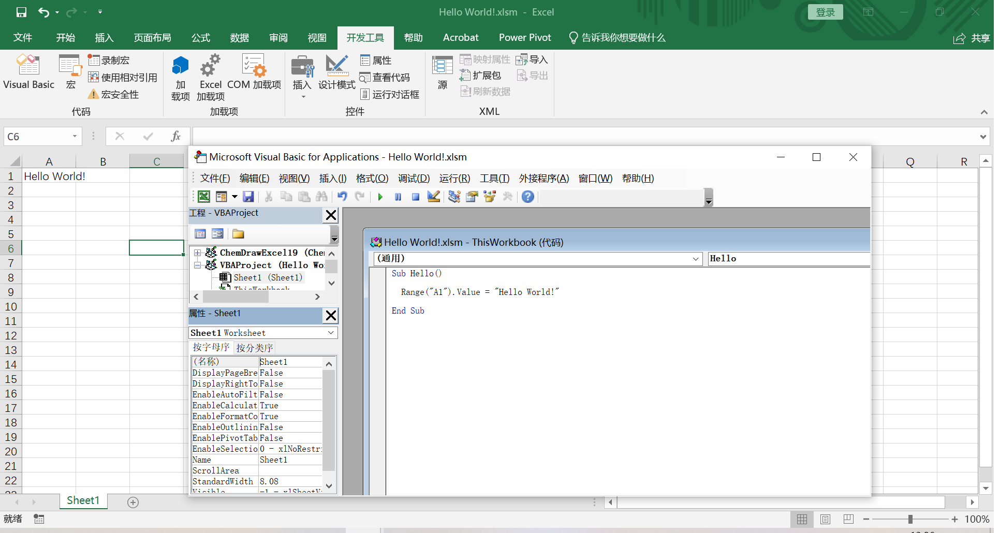 Hello World!.xlsm - Excel
登录
文件 开始 插入 页面布局 公式 数据 审阅 视图 开发工具 帮助 Acrobat Power Pivot 告诉我你想要做什么 共享
Visual Basic
宏
录制宏
使用相对引用
宏安全性
代码
加载项
Excel 加载项
COM 加载项
加载项
插入
设计模式
属性
查看代码
运行对话框
控件
源
映射属性
扩展包
刷新数据
导入
导出
XML
C6
fx
A B C Q R
1 Hello World!
2
3
4
5
6
7
8
9
10
11
12
13
14
15
16
17
18
19
20
21
22
Microsoft Visual Basic for Applications - Hello World!.xlsm
文件(F) 编辑(E) 视图(V) 插入(I) 格式(O) 调试(D) 运行(R) 工具(T) 外接程序(A) 窗口(W) 帮助(H)
工程 - VBAProject
ChemDrawExcel19 (Che
VBAProject (Hello Wo
Sheet1 (Sheet1)
ThisWorkbook
属性 - Sheet1
Sheet1 Worksheet
按字母序 按分类序
(名称) Sheet1
DisplayPageBre False
DisplayRightTo False
EnableAutoFilt False
EnableCalculat True
EnableFormatCo True
EnableOutlinin False
EnablePivotTab False
EnableSelectio 0 - xlNoRestri
Name Sheet1
ScrollArea
StandardWidth 8.08
Visible -1 - xlSheetVi
Hello World!.xlsm - ThisWorkbook (代码)
(通用) Hello
Sub Hello()
Range("A1").Value = "Hello World!"
End Sub
Sheet1
就绪
100%